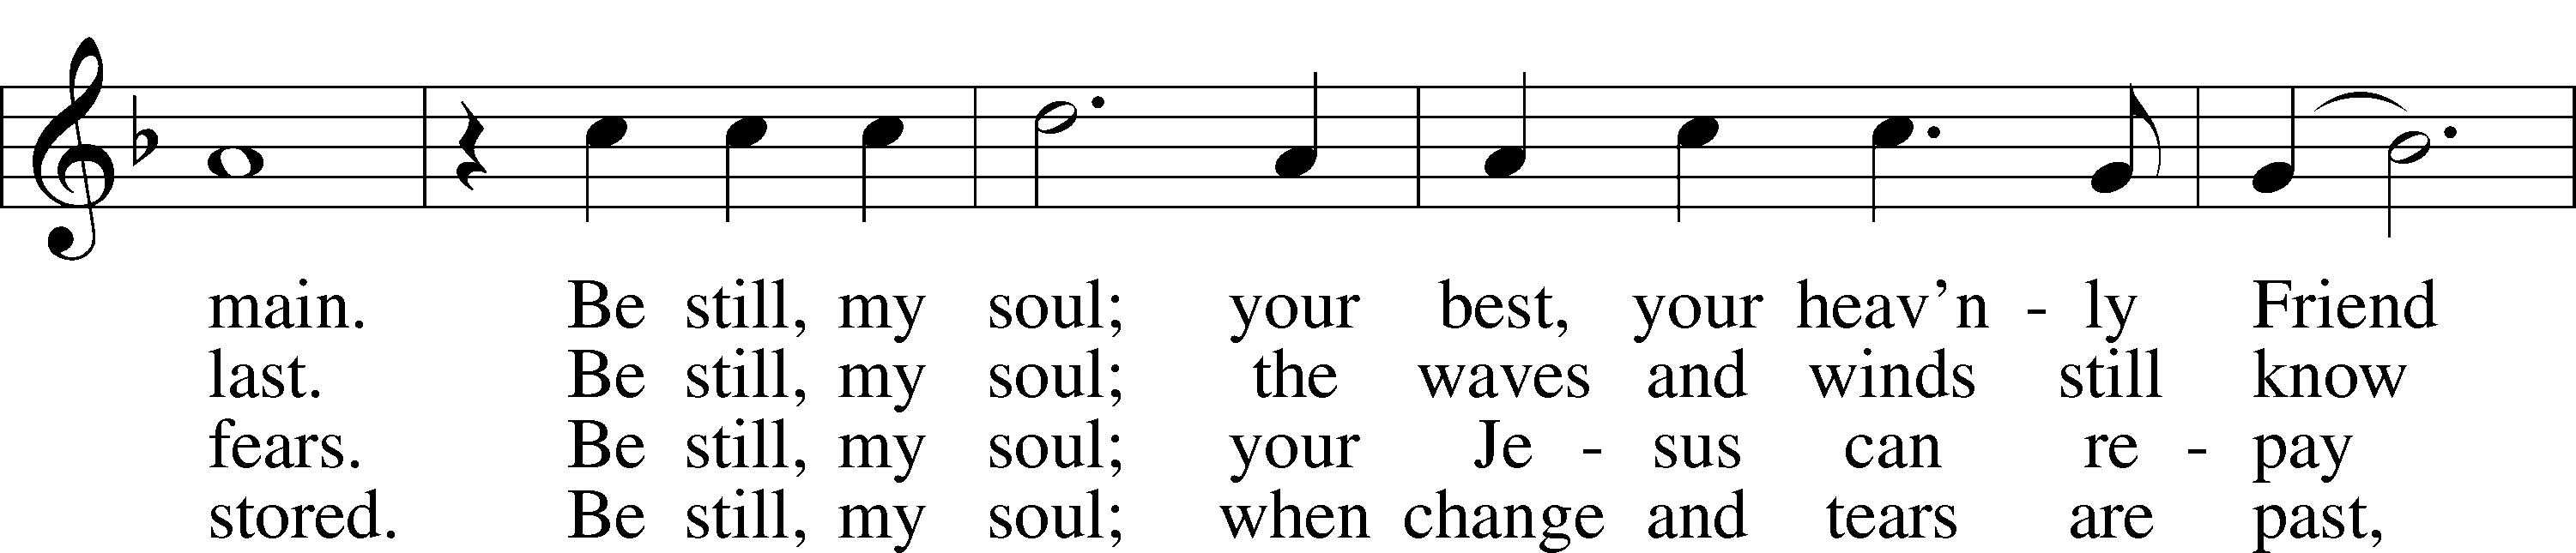 main. Be still, my soul; your best, your heav’n - ly Friend
last. Be still, my soul; the waves and winds still know
fears. Be still, my soul; your Je - sus can re - pay
stored. Be still, my soul; when change and tears are past,